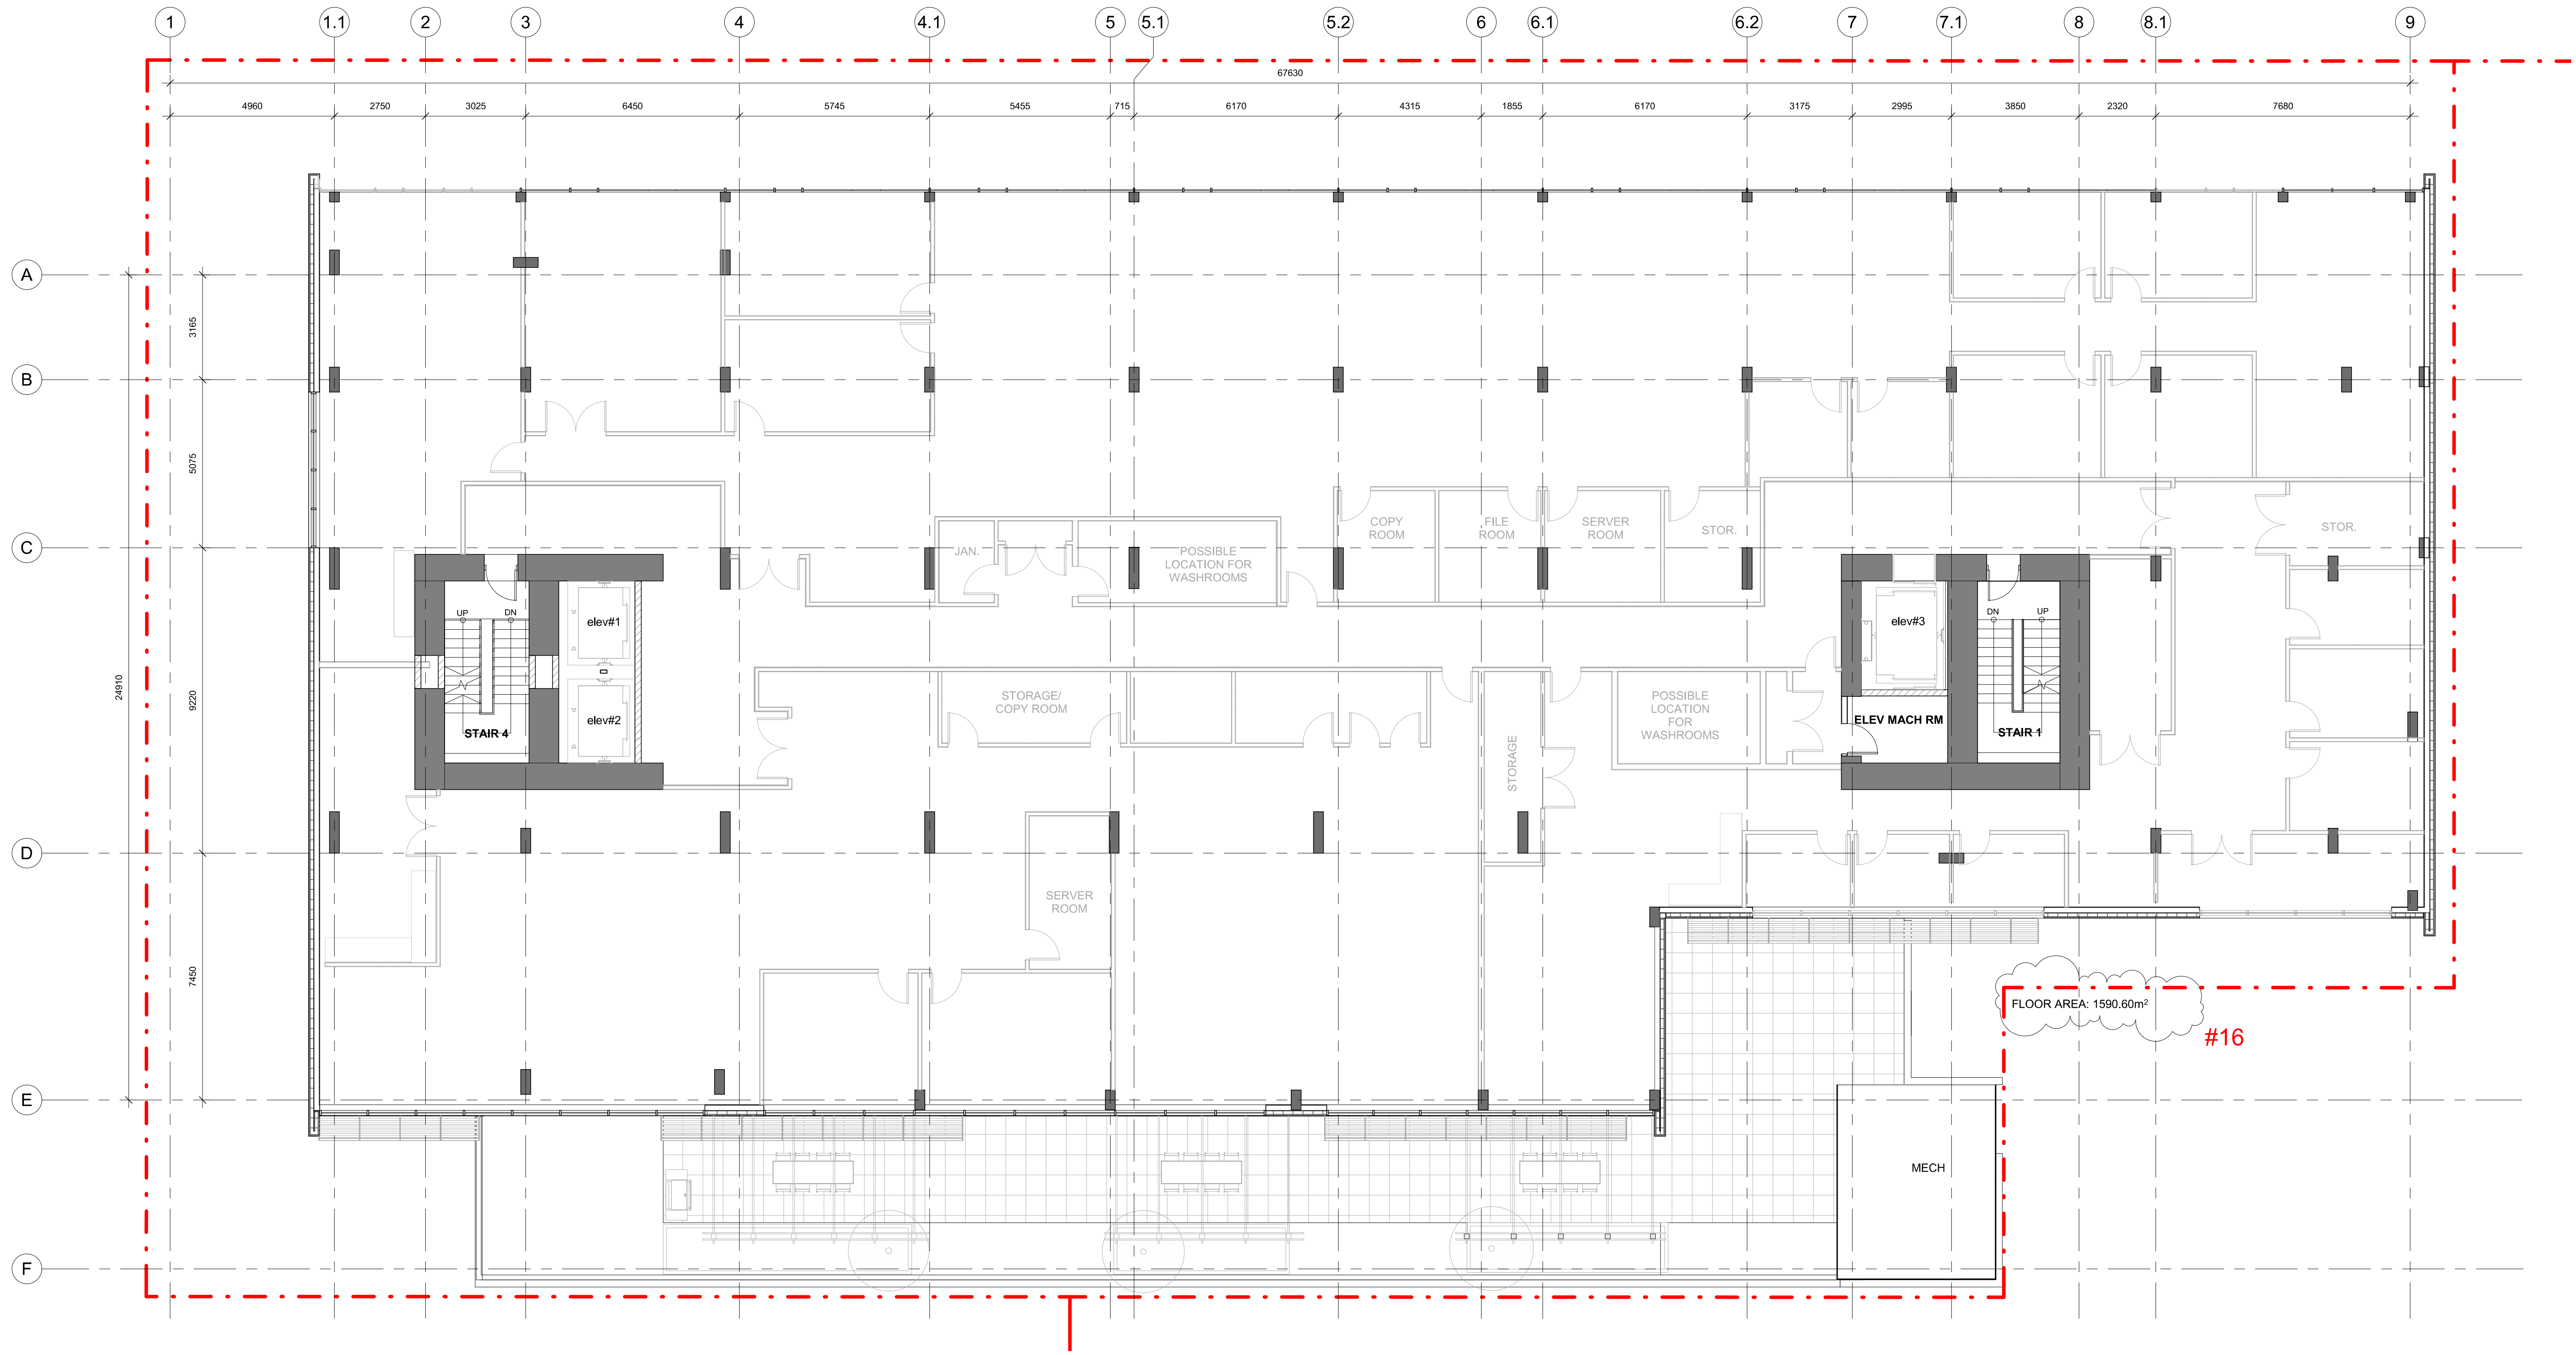 1 1.1 2 3 4 4.1 5 5.1 5.2 6 6.1 6.2 7 7.1 8 8.1 9
67630
4960 2750 3025 6450 5745 5455 715 6170 4315 1855 6170 3175 2995 3850 2320 7680
A
3165
B
5075
C
COPY
ROOM
FILE
ROOM
SERVER
ROOM
STOR.
STOR.
JAN.
POSSIBLE
LOCATION FOR
WASHROOMS
UP DN
elev#1
elev#2
STAIR 4
24910
9220
elev#3
DN UP
STORAGE/
COPY ROOM
STORAGE
POSSIBLE
LOCATION
FOR
WASHROOMS
ELEV MACH RM
STAIR 1
D
SERVER
ROOM
7450
FLOOR AREA: 1590.60m²
#16
E
MECH
F